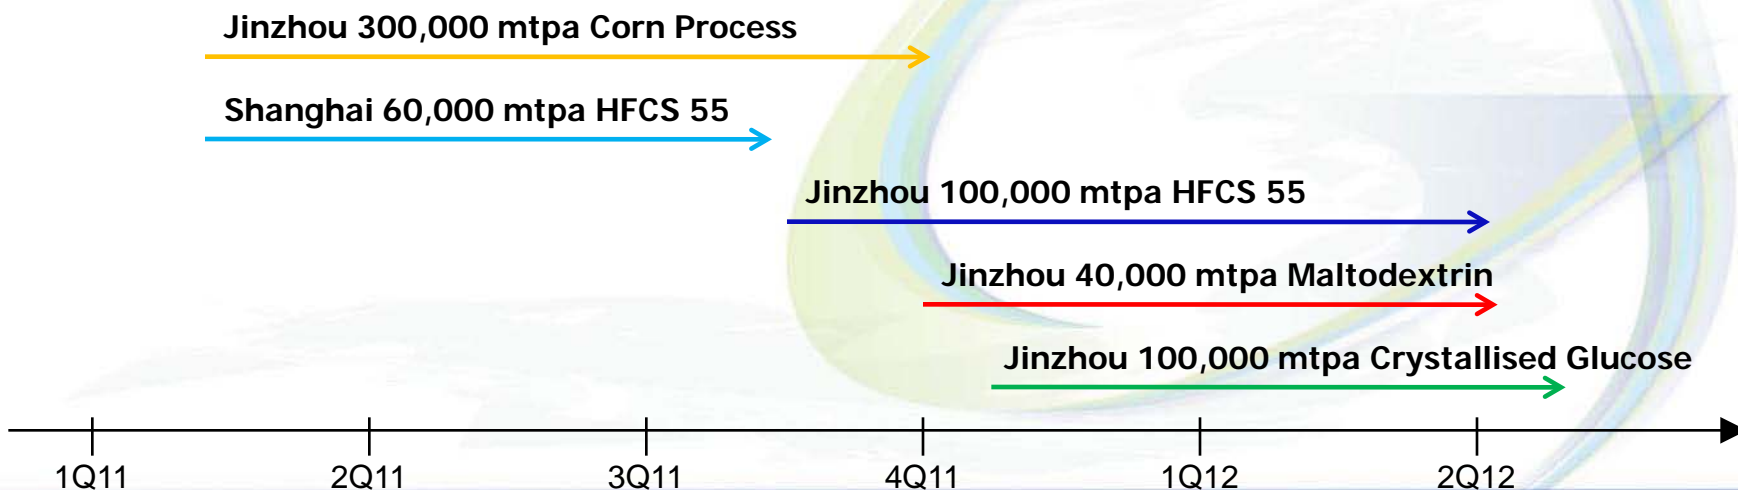 Jinzhou 300,000 mtpa Corn Process
Shanghai 60,000 mtpa HFCS 55
Jinzhou 100,000 mtpa HFCS 55
Jinzhou 40,000 mtpa Maltodextrin
Jinzhou 100,000 mtpa Crystallised Glucose
1Q11 2Q11 3Q11 4Q11 1Q12 2Q12